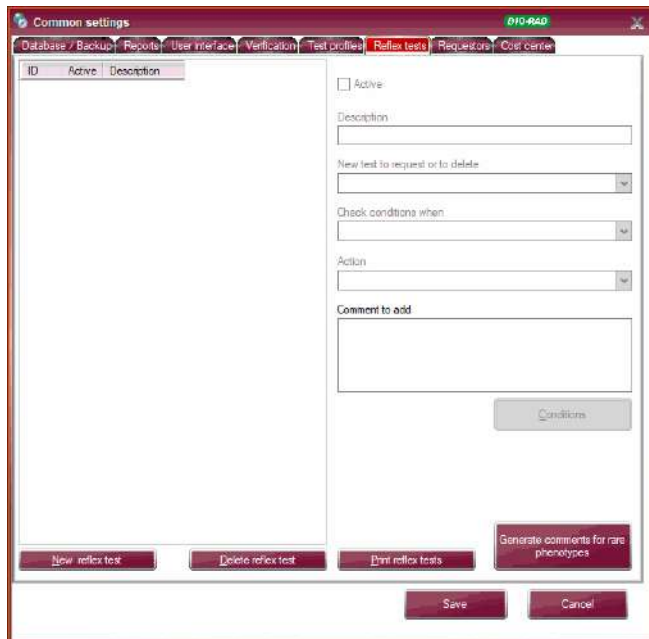 Common settings
BIO-RAD
Database / Backup Reports User interface Verification Test profiles Reflex tests Requestors Cost center
ID Active Description
Active
Description
New test to request or to delete
Check conditions when
Action
Comment to add
Conditions
Generate comments for rare
phenotypes
New reflex test Delete reflex test Print reflex tests
Save Cancel